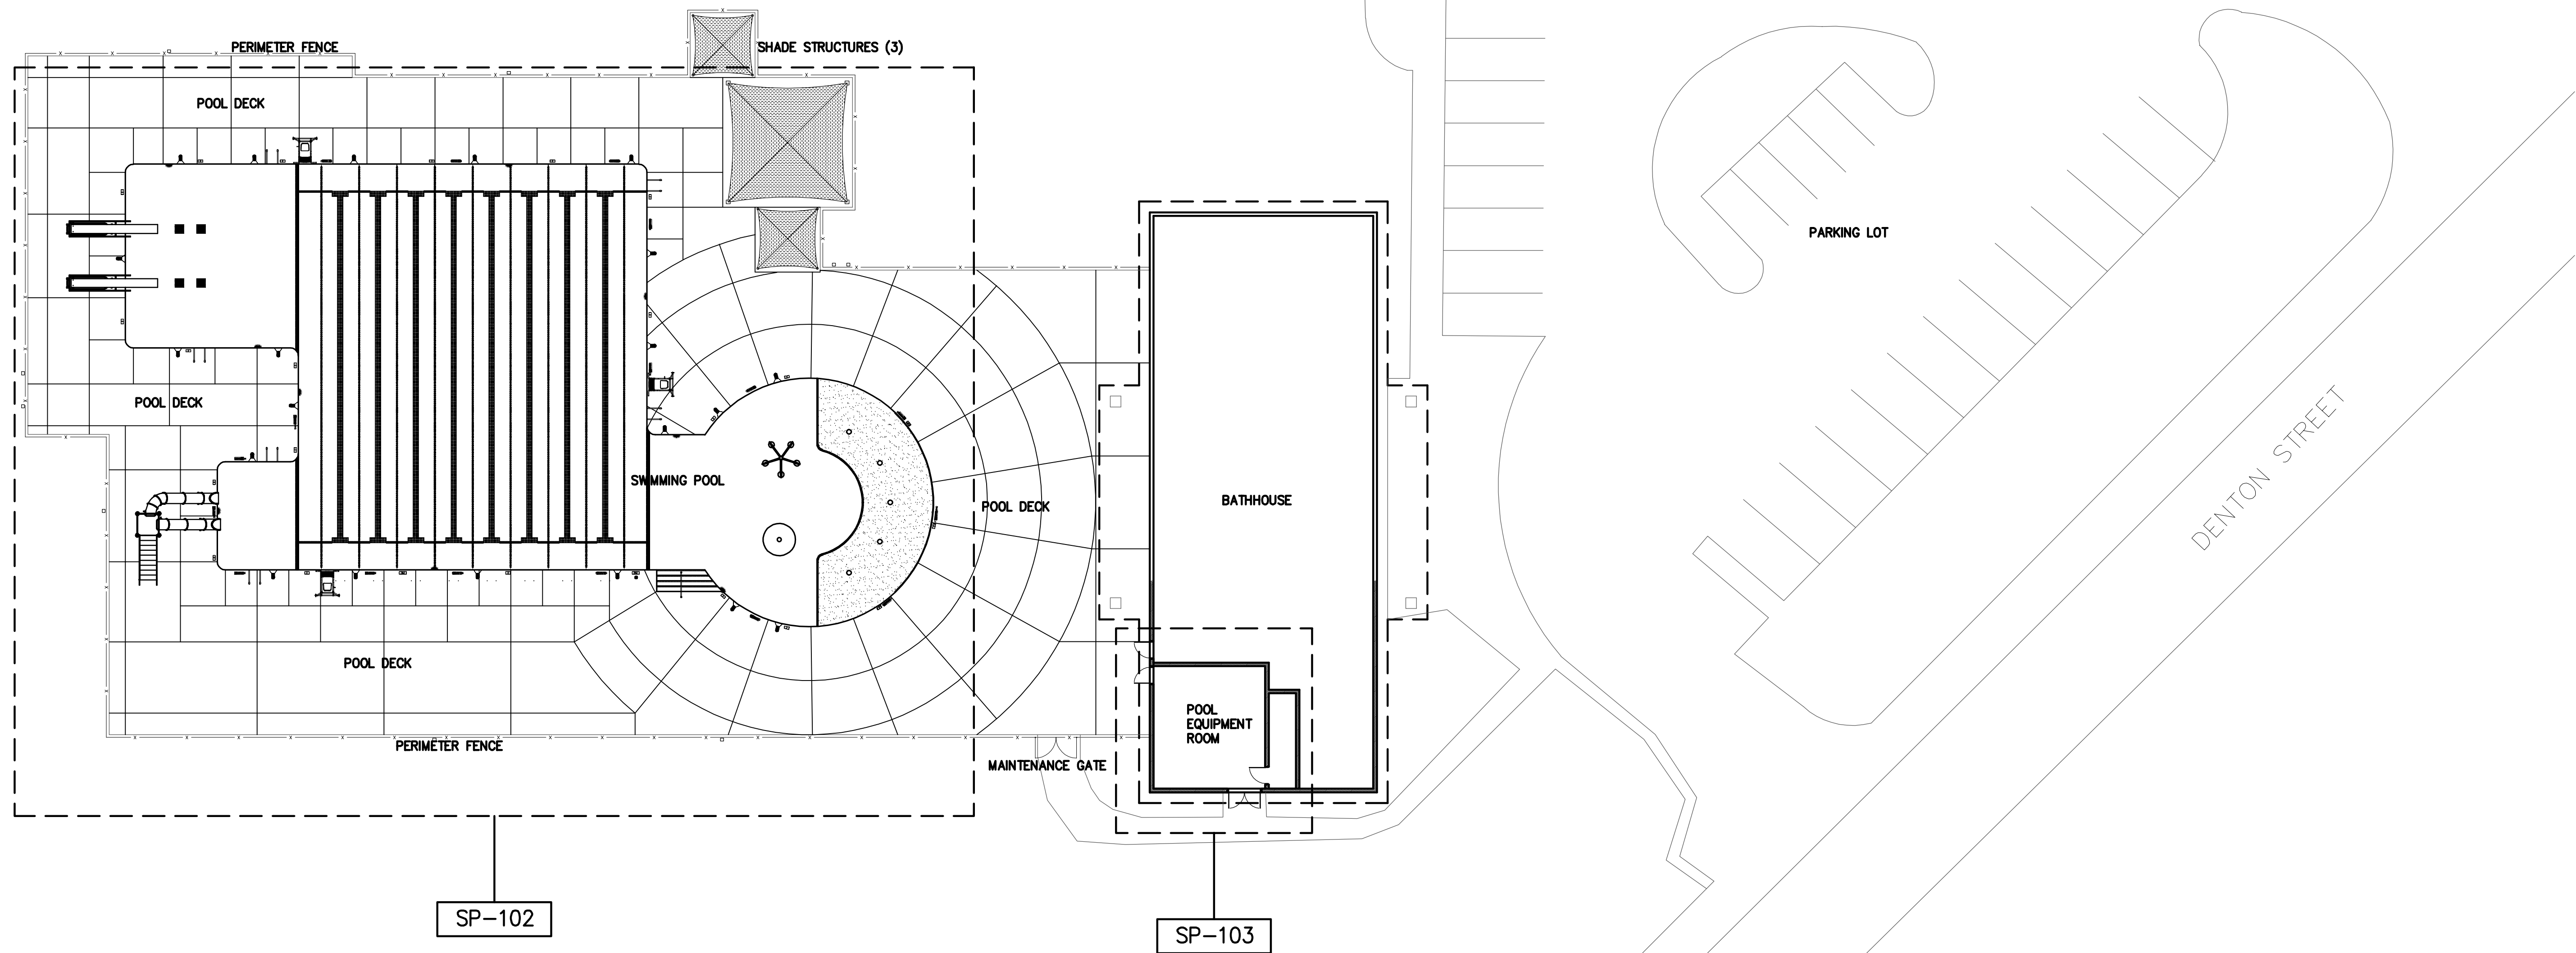 PERIMETER FENCE
SHADE STRUCTURES (3)
POOL DECK
PARKING LOT
POOL DECK
SWIMMING POOL
POOL DECK
BATHHOUSE
DENTON STREET
POOL DECK
POOL
EQUIPMENT
ROOM
PERIMETER FENCE
MAINTENANCE GATE
SP-102
SP-103